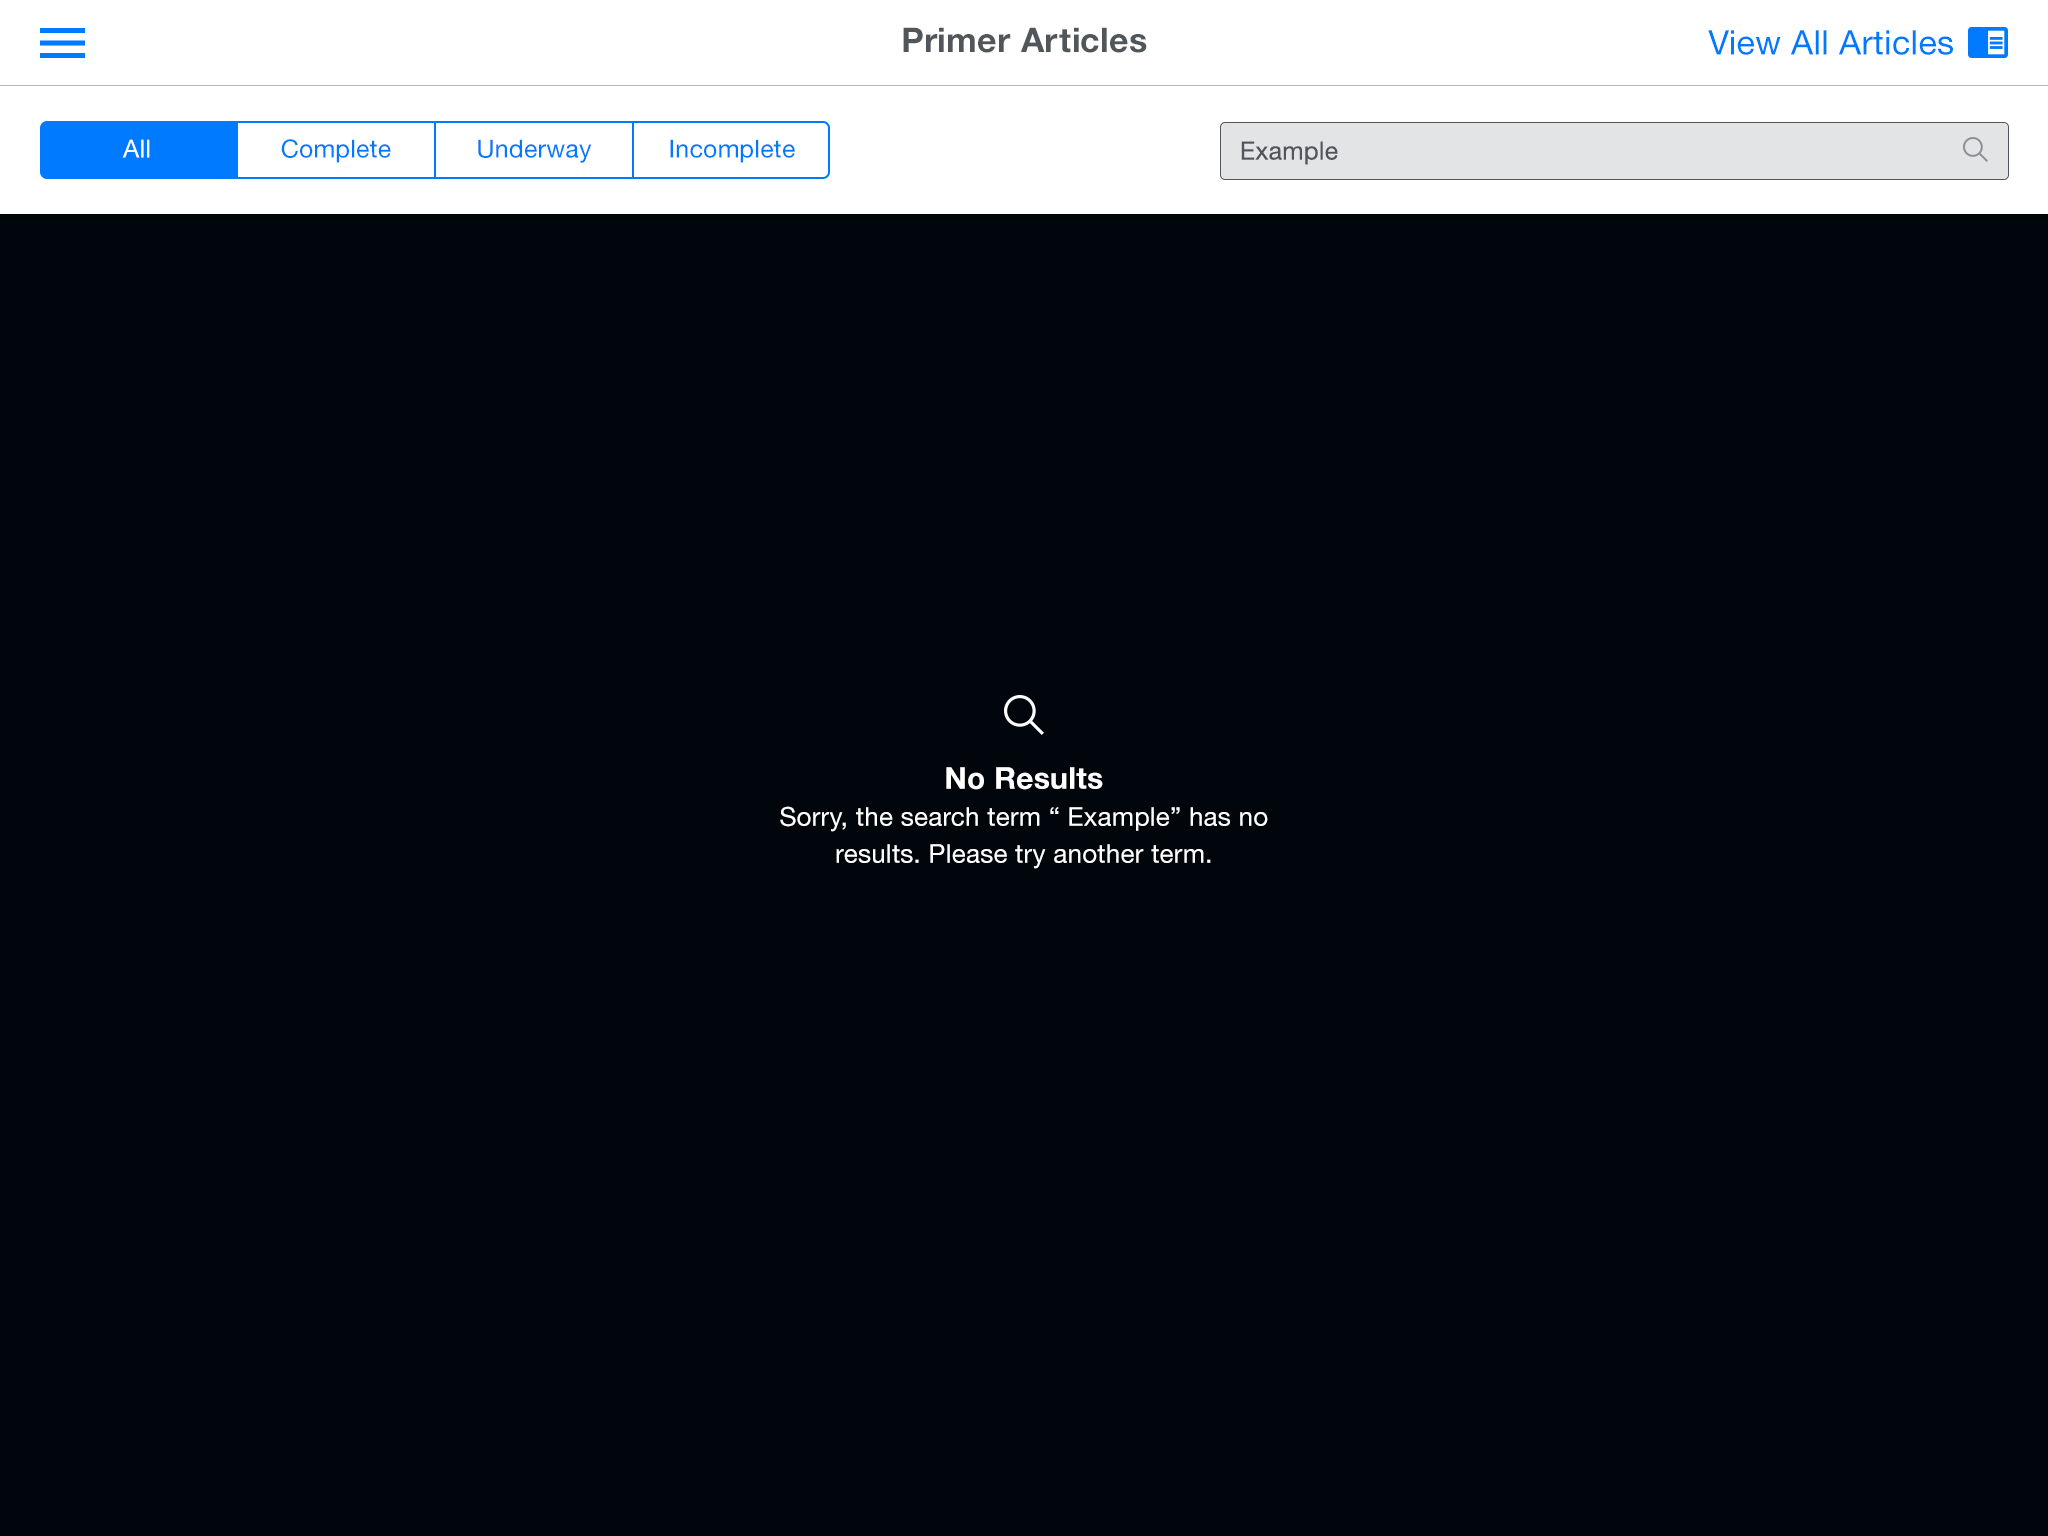 Primer Articles
View All Articles
All
Complete
Underway
Incomplete
Example
No Results
Sorry, the search term “ Example” has no
results. Please try another term.